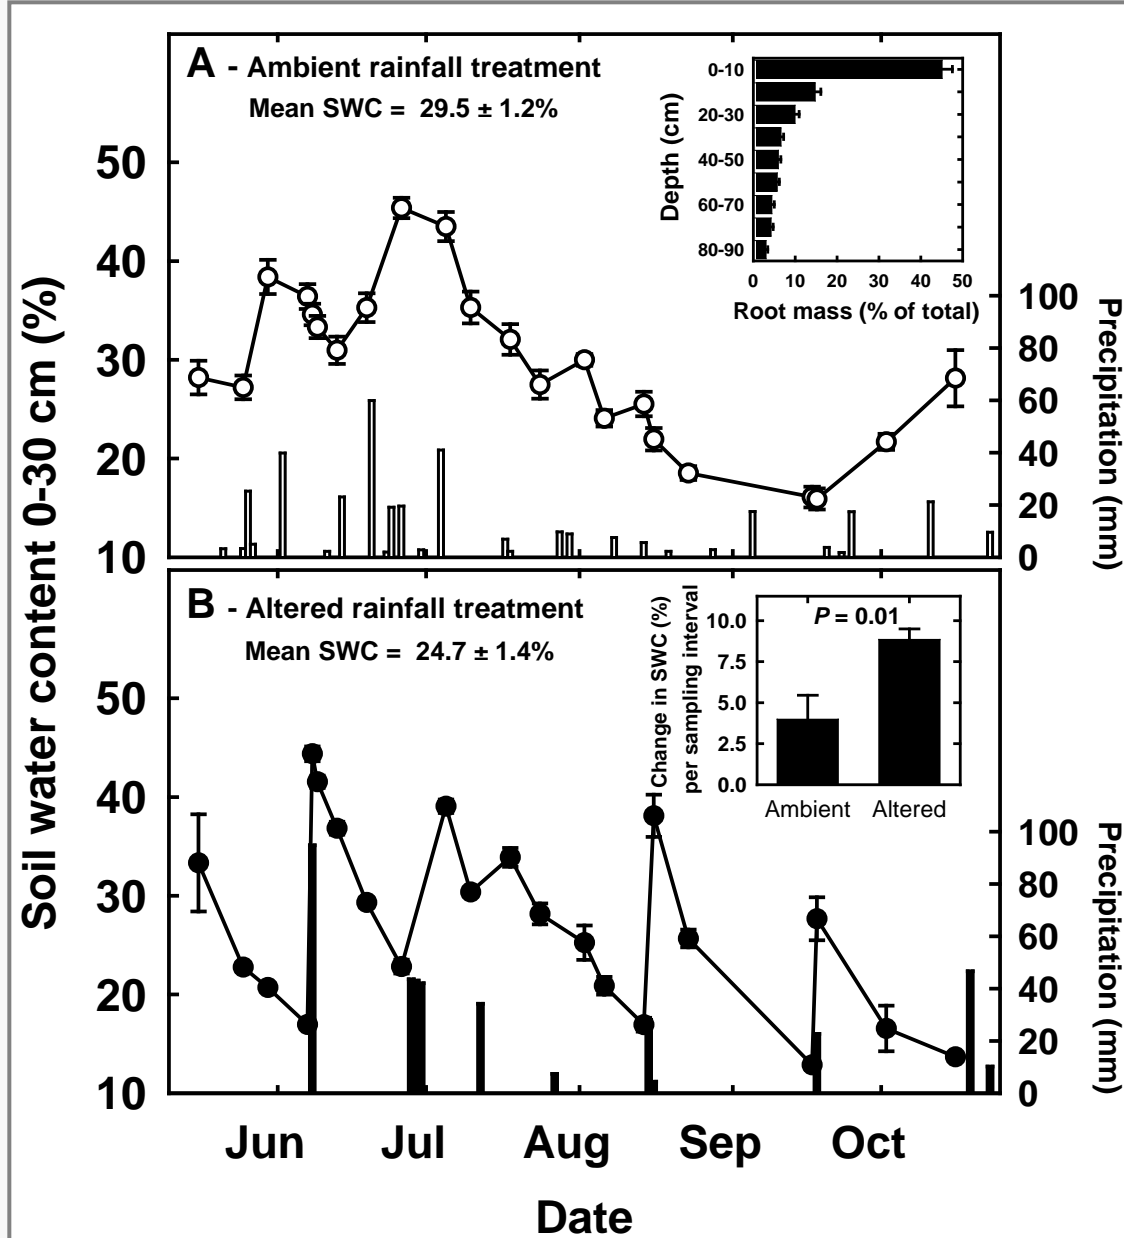 A - Ambient rainfall treatment
Mean SWC = 29.5 ± 1.2%
50
40
30
20
10
Soil water content 0-30 cm (%)
Depth (cm)
0-10
20-30
40-50
60-70
80-90
0 10 20 30 40 50
Root mass (% of total)
100
80
60
40
20
0
Precipitation (mm)
B - Altered rainfall treatment
Mean SWC = 24.7 ± 1.4%
50
40
30
20
10
Change in SWC (%)
per sampling interval
P = 0.01
10.0
7.5
5.0
2.5
0.0
Ambient Altered
100
80
60
40
20
0
Precipitation (mm)
Jun Jul Aug Sep Oct
Date